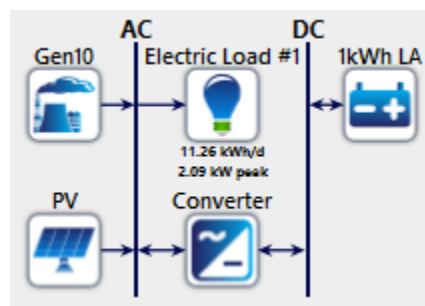 AC DC
Gen10 Electric Load #1 1kWh LA
11.26 kWh/d
2.09 kW peak
PV Converter